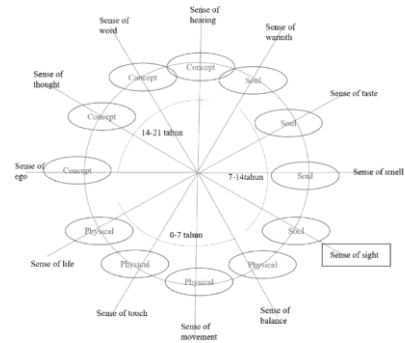 Sense of
hearing
Sense of
word
Sense of
warmth
Concept
Concept
Soul
Sense of
thought
Sense of taste
Concept
Soul
14-21 tahun
Sense of
ego
Concept
7-14tahun
Soul
Sense of smell
Physical
0-7 tahun
Soul
Sense of life
Physical
Physical
Physical
Sense of sight
Sense of touch
Sense of
movement
Sense of
balance